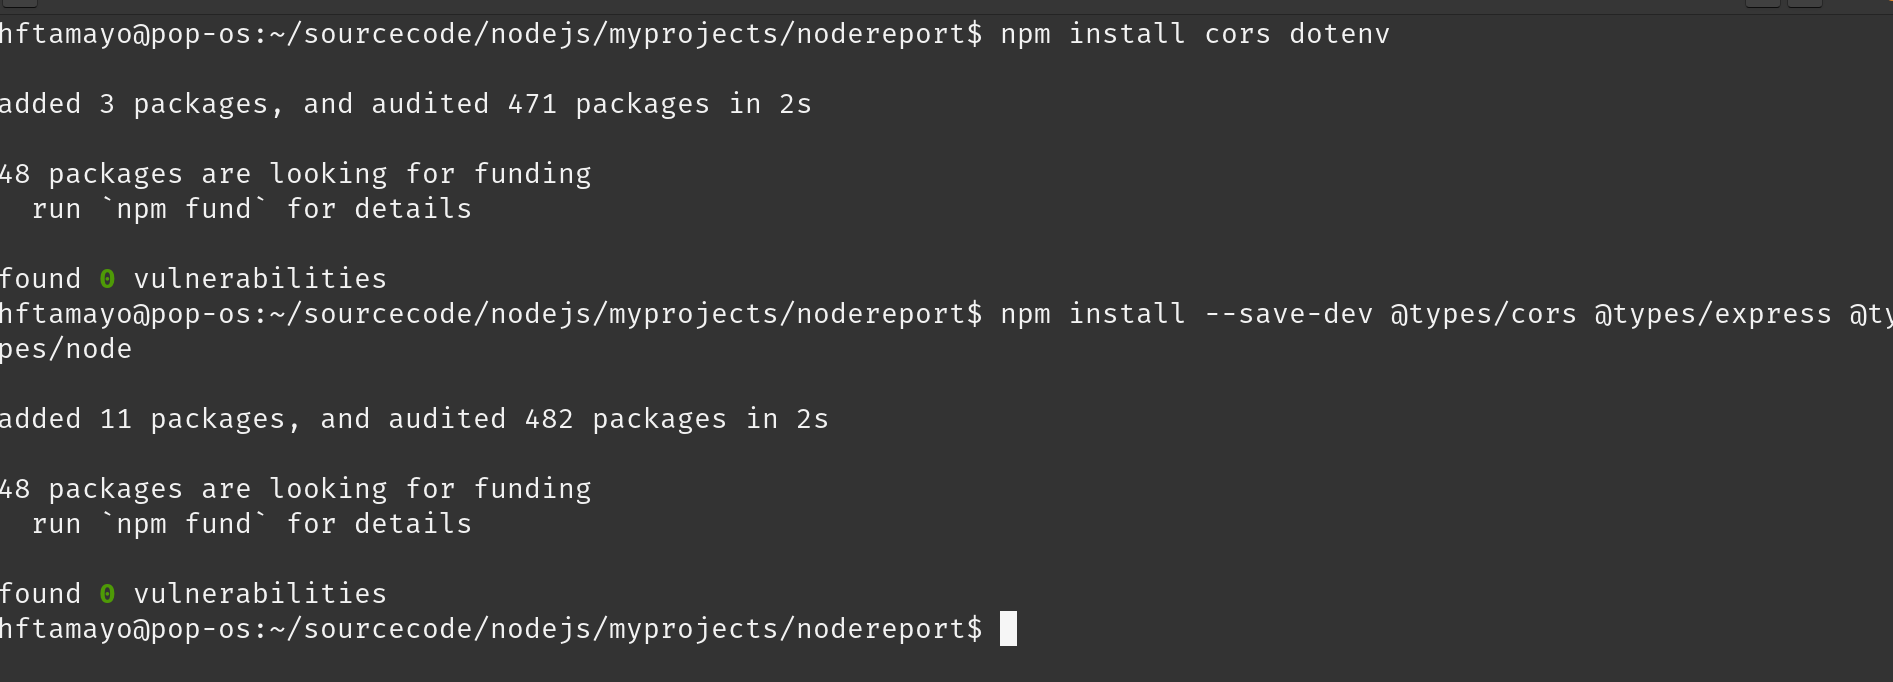 hftamayo@pop-os:~/sourcecode/nodejs/myprojects/nodereport$ npm install cors dotenv
added 3 packages, and audited 471 packages in 2s
48 packages are looking for funding
  run `npm fund` for details
found 0 vulnerabilities
hftamayo@pop-os:~/sourcecode/nodejs/myprojects/nodereport$ npm install --save-dev @types/cors @types/express @ty
pes/node
added 11 packages, and audited 482 packages in 2s
48 packages are looking for funding
  run `npm fund` for details
found 0 vulnerabilities
hftamayo@pop-os:~/sourcecode/nodejs/myprojects/nodereport$